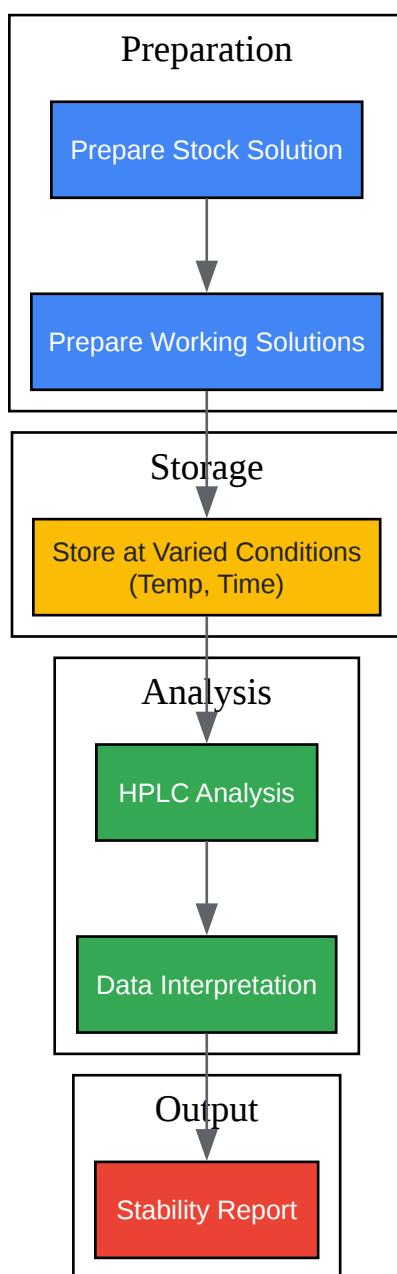 Preparation
Prepare Stock Solution
Prepare Working Solutions
Storage
Store at Varied Conditions
(Temp, Time)
Analysis
HPLC Analysis
Data Interpretation
Output
Stability Report